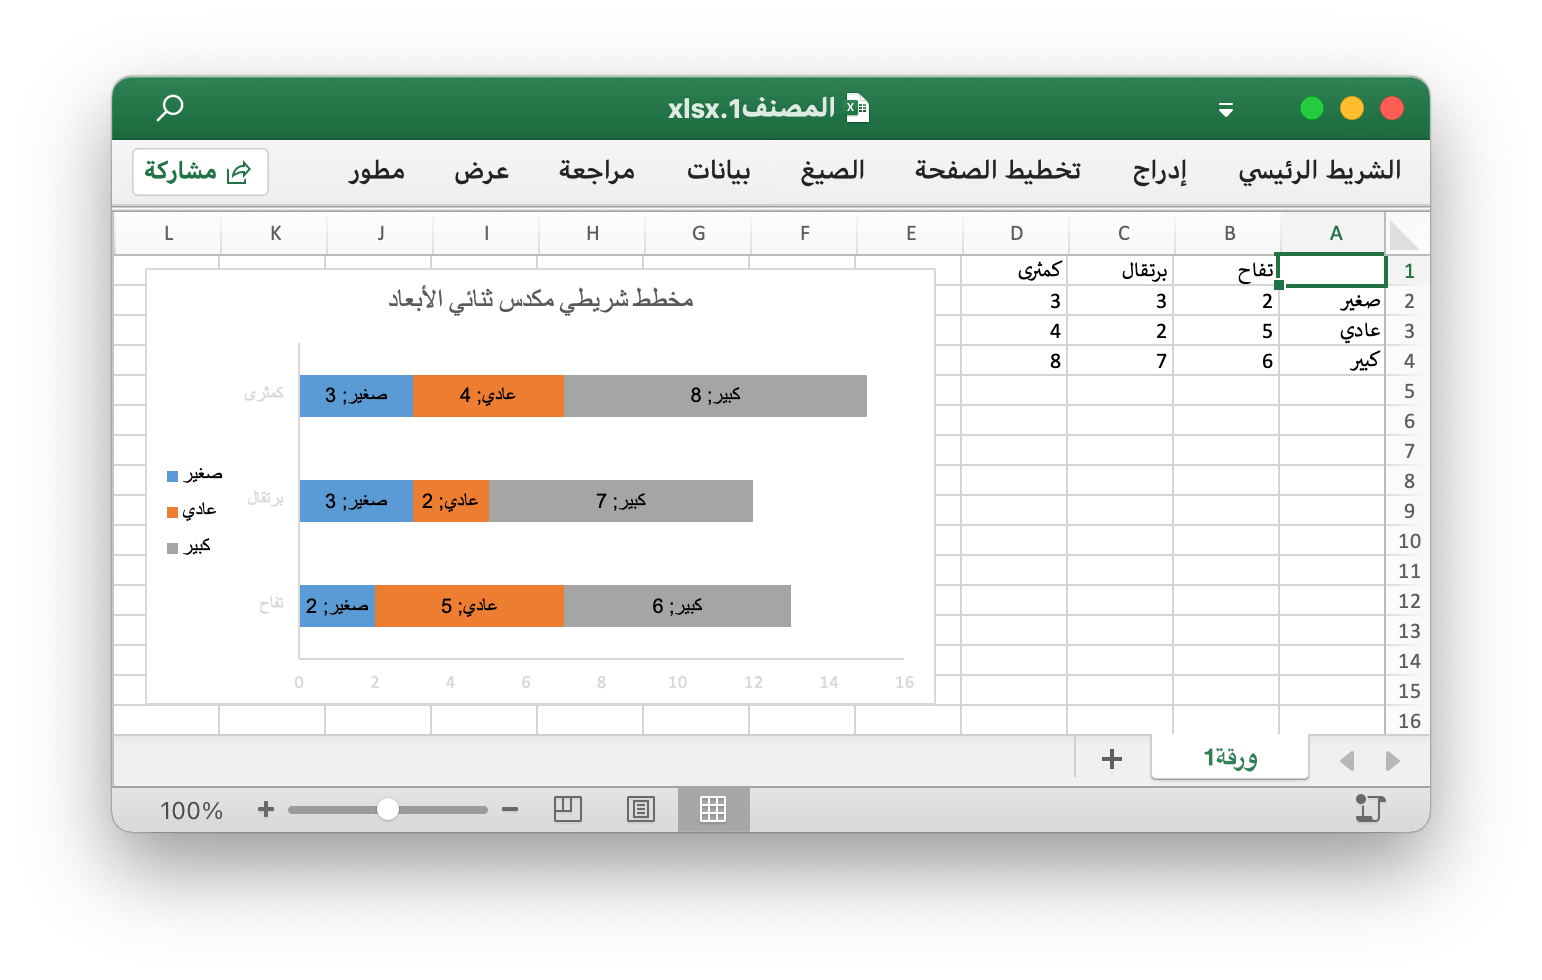 المصنف1.xlsx
الشريط الرئيسي إدراج تخطيط الصفحة الصيغ بيانات مراجعة عرض مطور مشاركة
A B C D E F G H I J K L
1 تفاح برتقال كمثرى
2 صغير 2 3 3
3 عادي 5 2 4
4 كبير 6 7 8
5
6
7
8
9
10
11
12
13
14
15
16
مخطط شريطي مكدس ثنائي الأبعاد
كمثرى
صغير; 3 عادي; 4 كبير; 8
برتقال
صغير; 3 عادي; 2 كبير; 7
تفاح
صغير; 2 عادي; 5 كبير; 6
0 2 4 6 8 10 12 14 16
صغير
عادي
كبير
ورقة1
100%